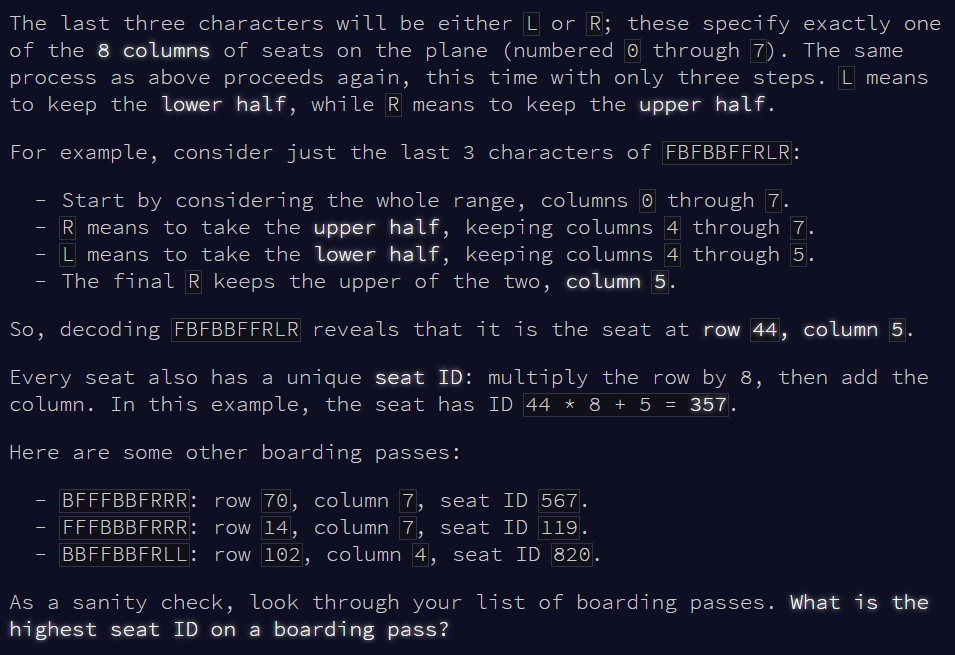 The last three characters will be either L or R; these specify exactly one
of the 8 columns of seats on the plane (numbered 0 through 7). The same
process as above proceeds again, this time with only three steps. L means
to keep the lower half, while R means to keep the upper half.
For example, consider just the last 3 characters of FBFBBFFRLR:
- Start by considering the whole range, columns 0 through 7.
- R means to take the upper half, keeping columns 4 through 7.
- L means to take the lower half, keeping columns 4 through 5.
- The final R keeps the upper of the two, column 5.
So, decoding FBFBBFFRLR reveals that it is the seat at row 44, column 5.
Every seat also has a unique seat ID: multiply the row by 8, then add the
column. In this example, the seat has ID 44 * 8 + 5 = 357.
Here are some other boarding passes:
- BFFFBBFRRR: row 70, column 7, seat ID 567.
- FFFBBBFRRR: row 14, column 7, seat ID 119.
- BBFFBBFRLL: row 102, column 4, seat ID 820.
As a sanity check, look through your list of boarding passes. What is the
highest seat ID on a boarding pass?